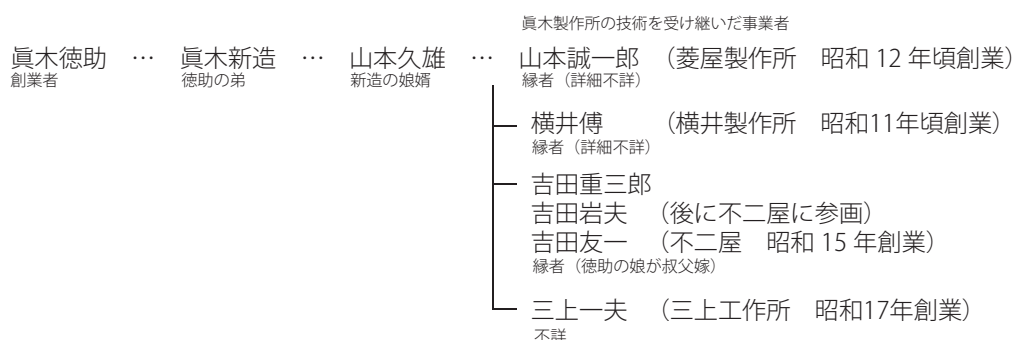 眞木製作所の技術を受け継いだ事業者
眞木徳助 … 眞木新造 … 山本久雄 … 山本誠一郎 （菱屋製作所 昭和 12 年頃創業）
創業者 徳助の弟 新造の娘婿 縁者（詳細不詳）
横井傅 （横井製作所 昭和11年頃創業）
縁者（詳細不詳）
吉田重三郎
吉田岩夫 （後に不二屋に参画）
吉田友一 （不二屋 昭和 15 年創業）
縁者（徳助の娘が叔父嫁）
三上一夫 （三上工作所 昭和17年創業）
不詳